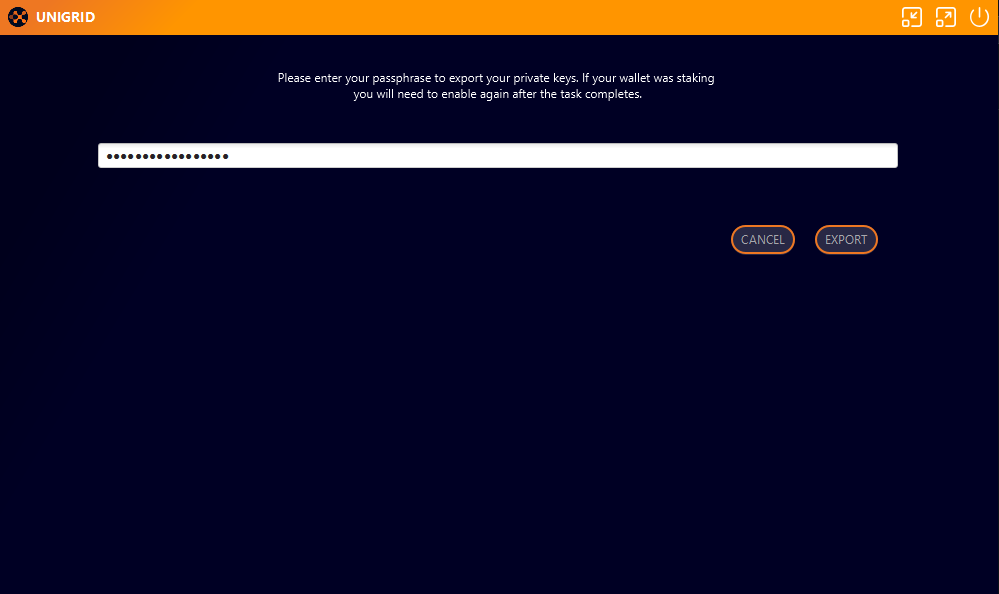 UNIGRID
Please enter your passphrase to export your private keys. If your wallet was staking
you will need to enable again after the task completes.
•••••••••••••••••
CANCEL EXPORT